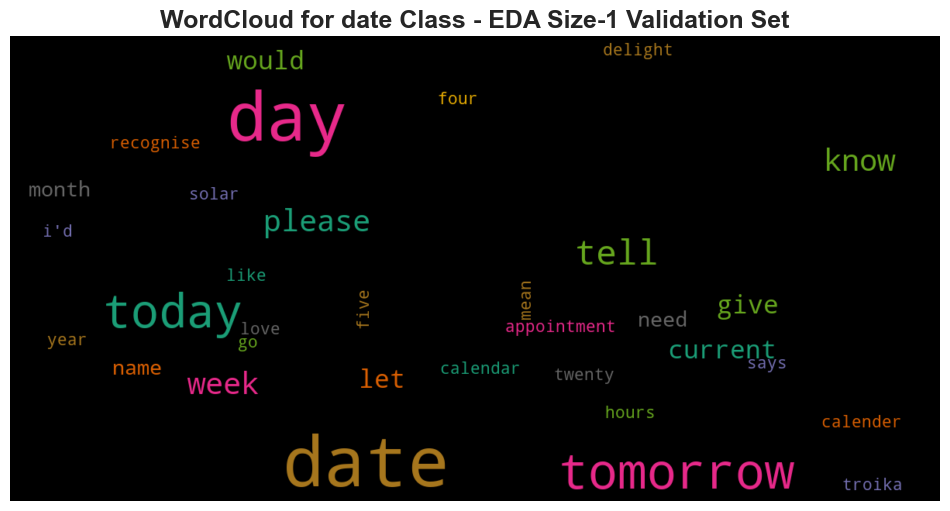 WordCloud for date Class - EDA Size-1 Validation Set
would
delight
day
four
recognise
know
month
solar
i'd
please
tell
like
today
five
mean
give
love
appointment
need
year
go
current
name
week
let
calendar
twenty
says
hours
calender
date
tomorrow
troika